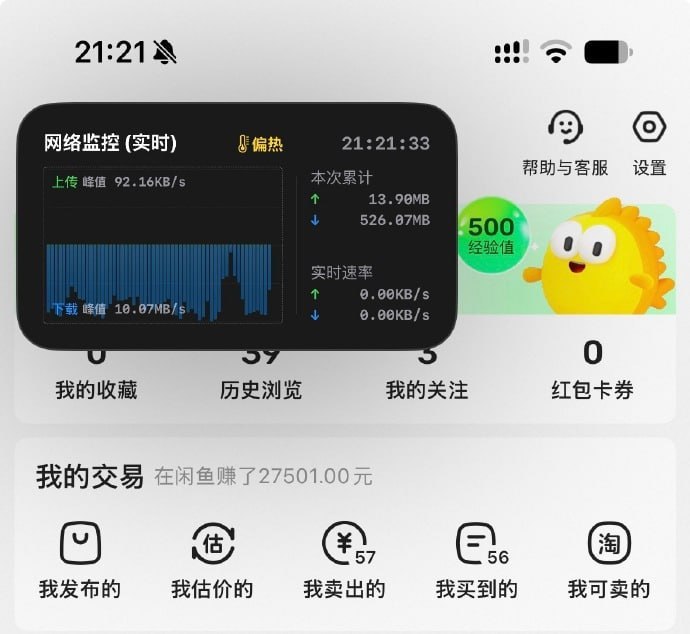 21:21
网络监控 (实时)
偏热
21:21:33
上传 峰值 92.16KB/s
下载 峰值 10.07MB/s
本次累计
↑ 13.90MB
↓ 526.07MB
实时速率
↑ 0.00KB/s
↓ 0.00KB/s
帮助与客服
设置
500
经验值
0
39
3
0
我的收藏
历史浏览
我的关注
红包卡券
我的交易 在闲鱼赚了27501.00元
估
¥57
56
淘
我发布的
我估价的
我卖出的
我买到的
我可卖的